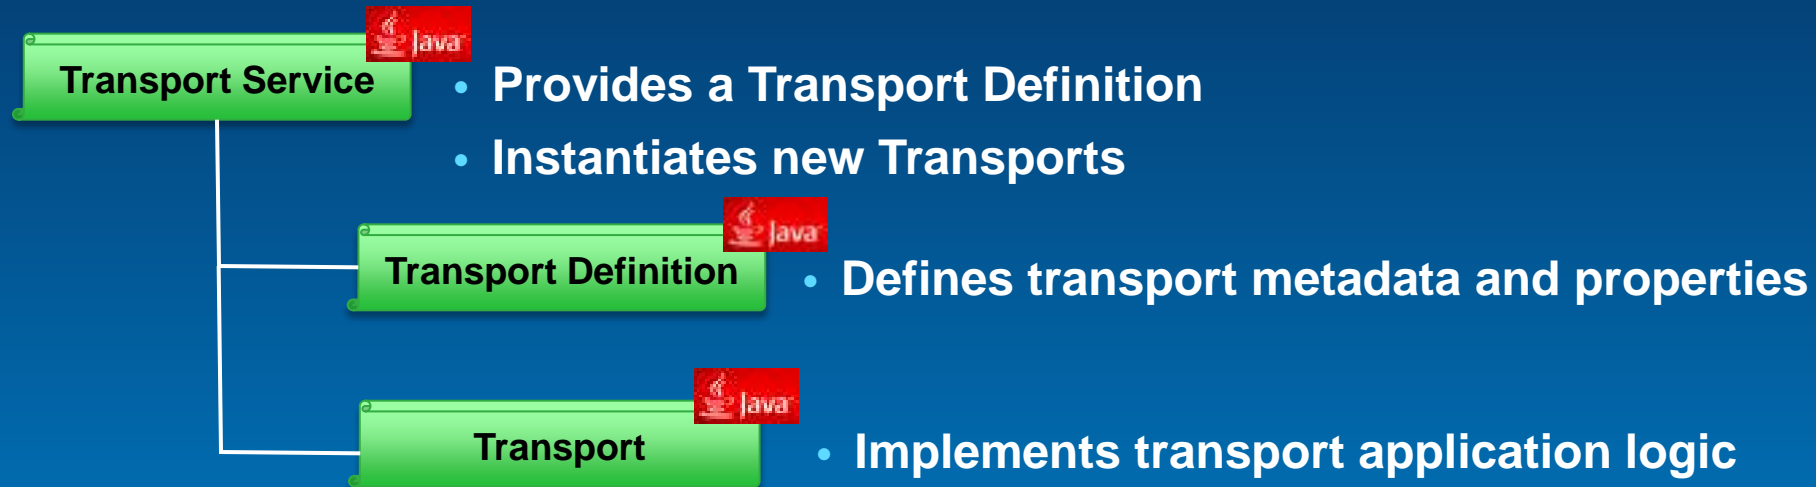 Java
Transport Service
• Provides a Transport Definition
• Instantiates new Transports
Java
Transport Definition
• Defines transport metadata and properties
Java
Transport
• Implements transport application logic